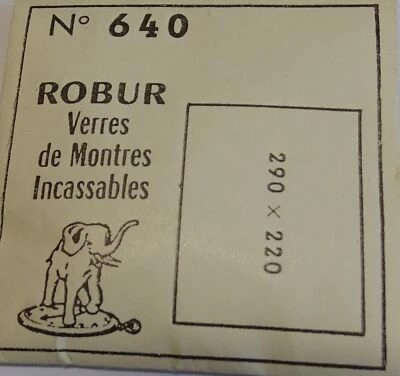 N° 640
ROBUR
Verres
de Montres
Incassables
290 × 220